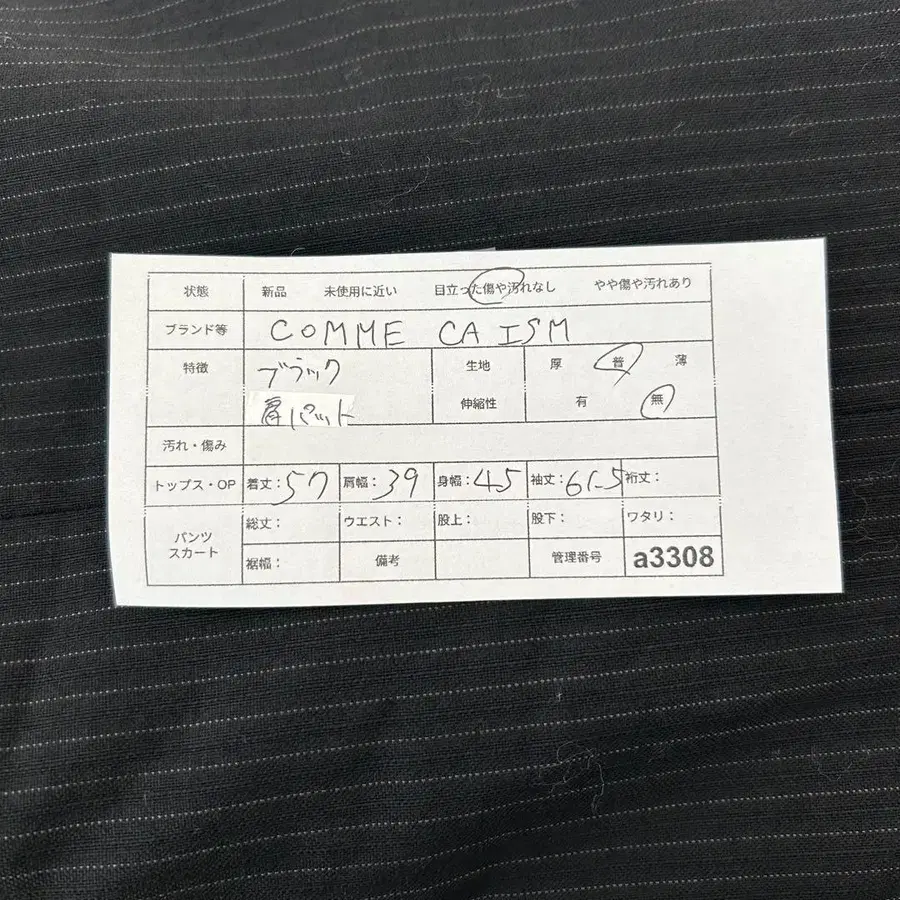 状態 新品 未使用に近い 目立った傷や汚れなし やや傷や汚れあり
ブランド等 COMME CA ISM
特徴 ブラック 生地 厚 普 薄
肩パット 伸縮性 有 無
汚れ・傷み
トップス・OP 着丈：57 肩幅：39 身幅：45 袖丈：61.5 裄丈：
パンツ スカート 総丈： ウエスト： 股上： 股下： ワタリ：
裾幅： 備考 管理番号 a3308